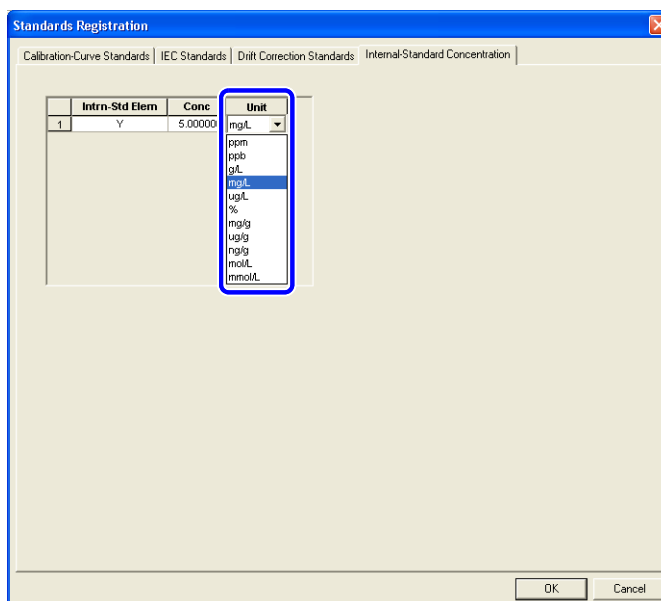 Standards Registration
Calibration-Curve Standards IEC Standards Drift Correction Standards Internal-Standard Concentration
Intrn-Std Elem Conc Unit
1 Y 5.00000 mg/L
ppm
ppb
g/L
mg/L
ug/L
%
mg/g
ug/g
ng/g
mol/L
mmol/L
OK Cancel